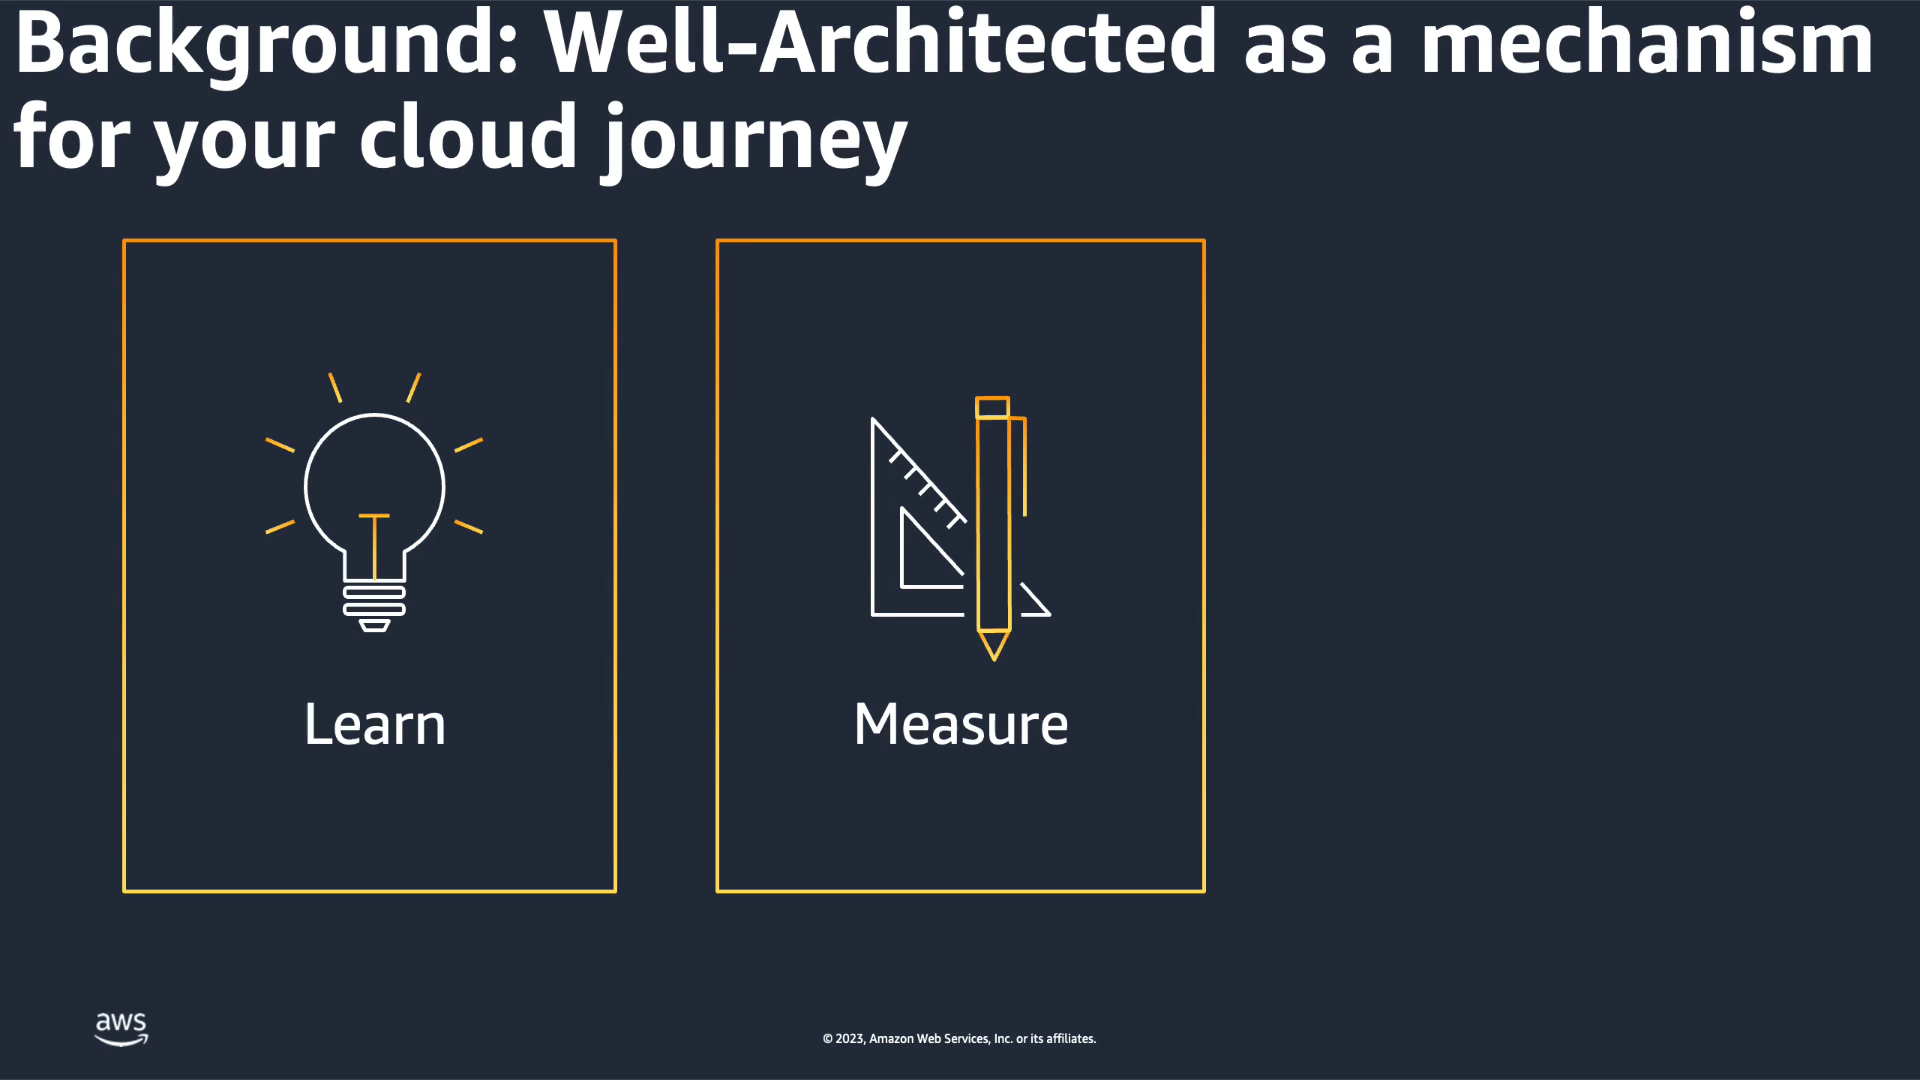 Background: Well-Architected as a mechanism
for your cloud journey
Learn
Measure
aws
© 2023, Amazon Web Services, Inc. or its affiliates.